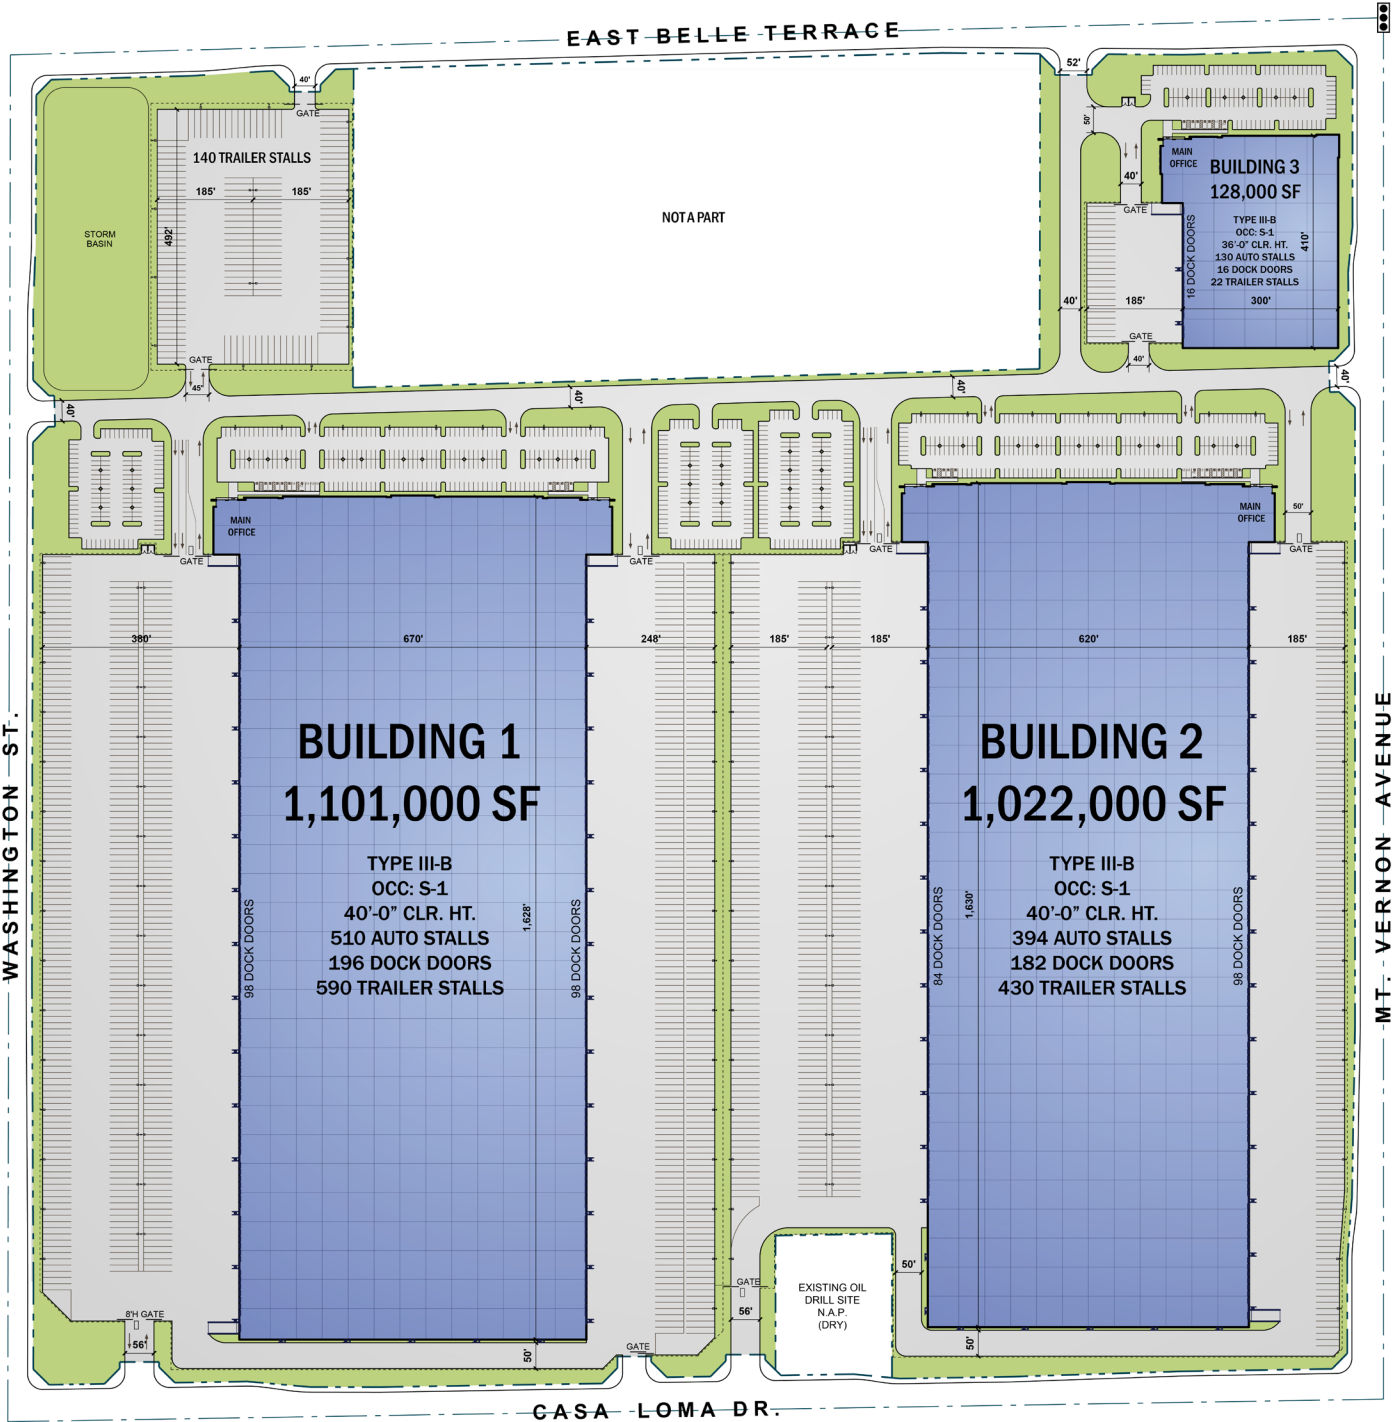 EAST BELLE TERRACE
40'
GATE
140 TRAILER STALLS
185'
185'
492'
STORM
BASIN
GATE
45'
NOT A PART
52'
50'
40'
GATE
MAIN
OFFICE
BUILDING 3
128,000 SF
TYPE III-B
OCC: S-1
36'-0" CLR. HT.
130 AUTO STALLS
16 DOCK DOORS
22 TRAILER STALLS
16 DOCK DOORS
410'
40'
185'
300'
GATE
40'
40'
40'
40'
40'
MAIN
OFFICE
GATE
GATE
GATE
MAIN
OFFICE
50'
GATE
380'
670'
248'
185'
185'
620'
185'
BUILDING 1
1,101,000 SF
TYPE III-B
OCC: S-1
40'-0" CLR. HT.
510 AUTO STALLS
196 DOCK DOORS
590 TRAILER STALLS
98 DOCK DOORS
1,628'
98 DOCK DOORS
BUILDING 2
1,022,000 SF
TYPE III-B
OCC: S-1
40'-0" CLR. HT.
394 AUTO STALLS
182 DOCK DOORS
430 TRAILER STALLS
84 DOCK DOORS
1,630'
98 DOCK DOORS
WASHINGTON ST.
MT. VERNON AVENUE
8'H GATE
56'
50'
GATE
GATE
56'
EXISTING OIL
DRILL SITE
N.A.P.
(DRY)
50'
50'
CASA LOMA DR.